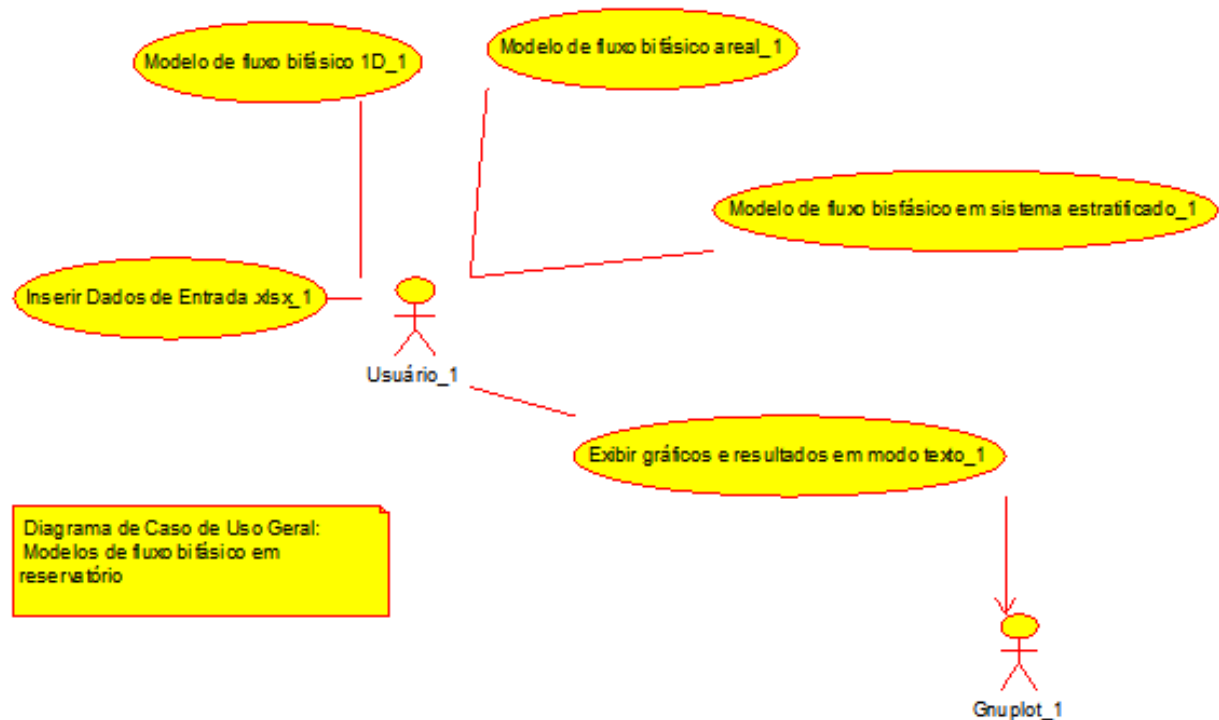 Modelo de fluxo bifásico 1D_1
Modelo de fluxo bifásico areal_1
Modelo de fluxo bisfásico em sistema estratificado_1
Inserir Dados de Entrada .xlsx_1
Usuário_1
Exibir gráficos e resultados em modo texto_1
Diagrama de Caso de Uso Geral:
Modelos de fluxo bifásico em
reservatório
Gnuplot_1